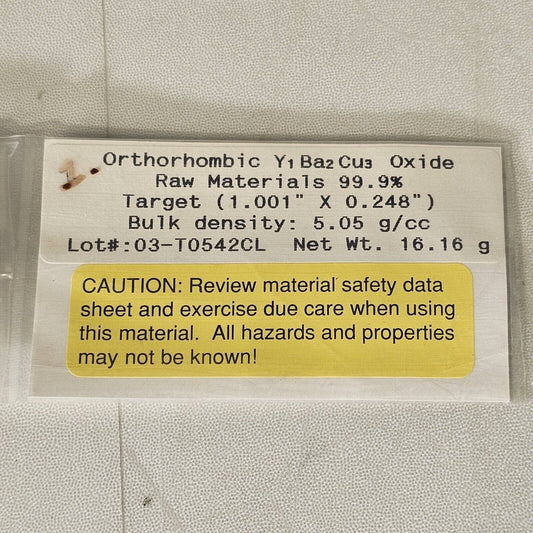 1.
Orthorhombic Y₁Ba₂Cu₃ Oxide
Raw Materials 99.9%
Target (1.001" X 0.248")
Bulk density: 5.05 g/cc
Lot#:03-T0542CL Net Wt. 16.16 g
CAUTION: Review material safety data
sheet and exercise due care when using
this material. All hazards and properties
may not be known!